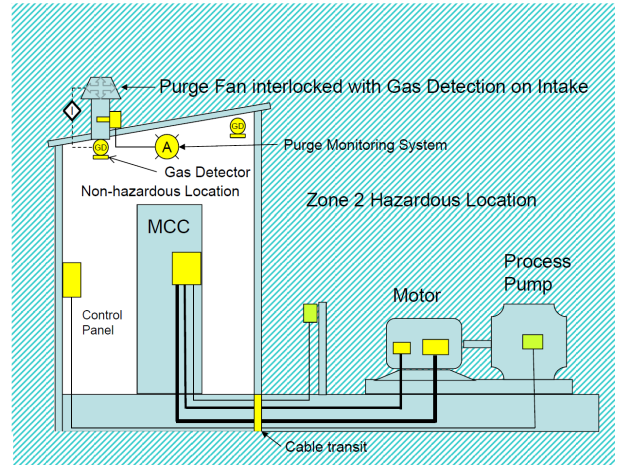 Purge Fan interlocked with Gas Detection on Intake
I
GD
GD
A
Purge Monitoring System
Gas Detector
Non-hazardous Location
Zone 2 Hazardous Location
MCC
Process
Pump
Motor
Control
Panel
Cable transit